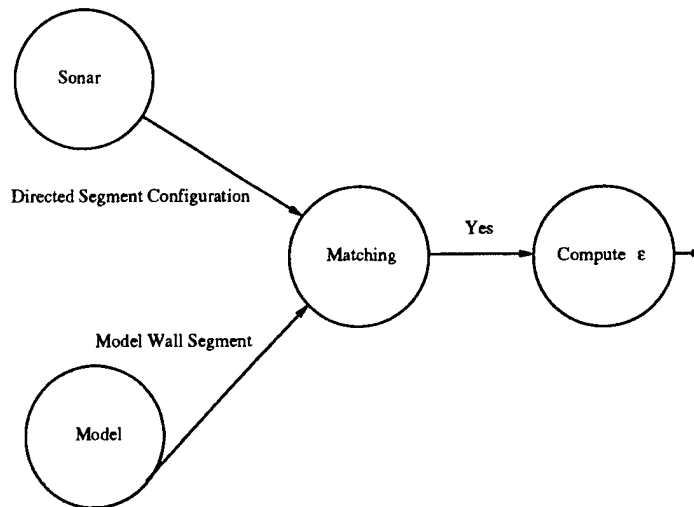 Sonar
Directed Segment Configuration
Yes
Matching
Compute ε
Model Wall Segment
Model